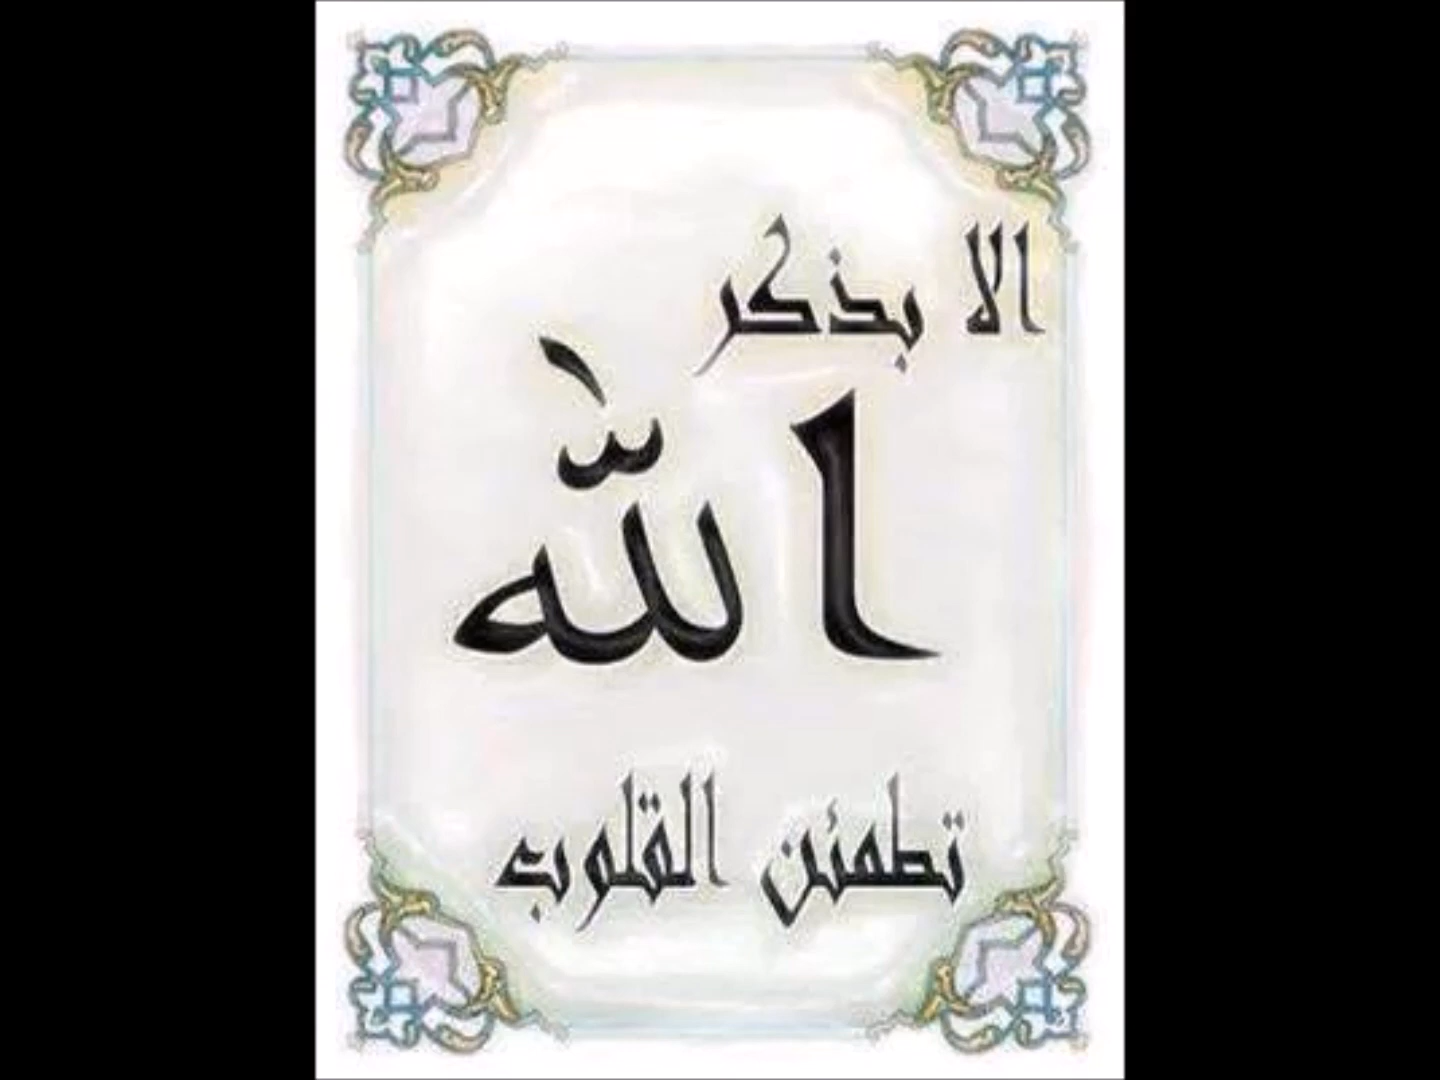 الا بذكر
الله
تطمئن القلوب